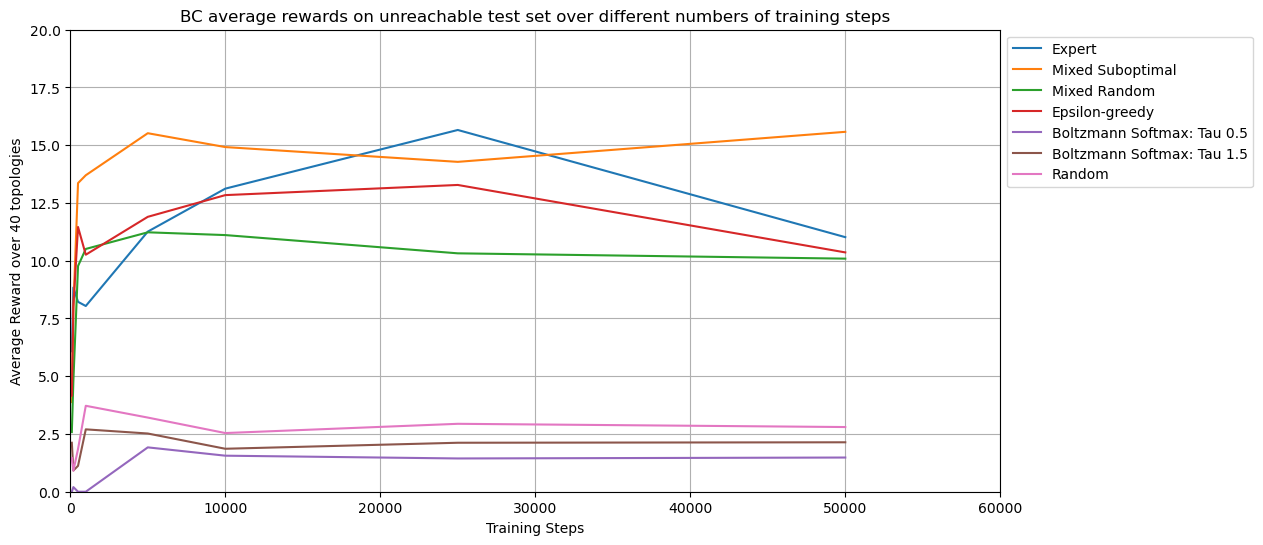 BC average rewards on unreachable test set over different numbers of training steps
20.0
17.5
15.0
12.5
10.0
7.5
5.0
2.5
0.0
Average Reward over 40 topologies
0
10000
20000
30000
40000
50000
60000
Training Steps
Expert
Mixed Suboptimal
Mixed Random
Epsilon-greedy
Boltzmann Softmax: Tau 0.5
Boltzmann Softmax: Tau 1.5
Random